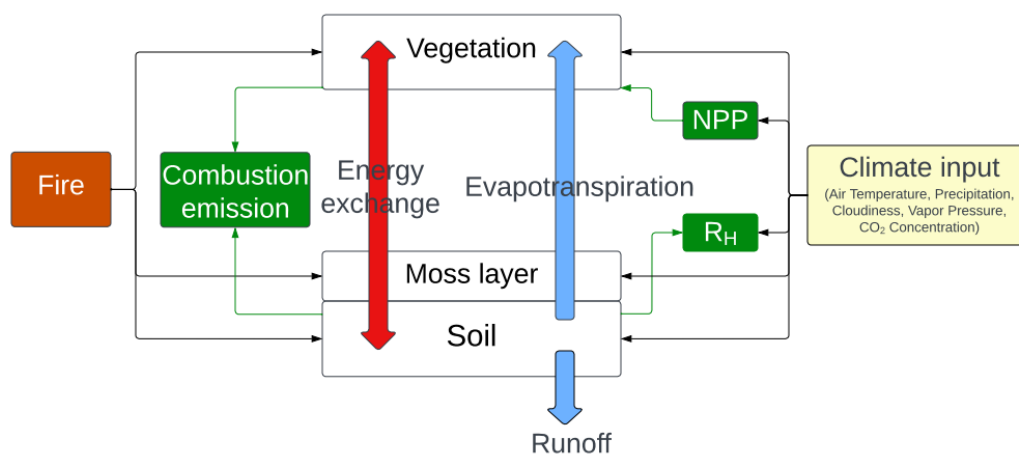 Vegetation
NPP
Fire
Combustion
emission
Energy
exchange
Evapotranspiration
Climate input
(Air Temperature, Precipitation,
Cloudiness, Vapor Pressure,
CO₂ Concentration)
R_H
Moss layer
Soil
Runoff